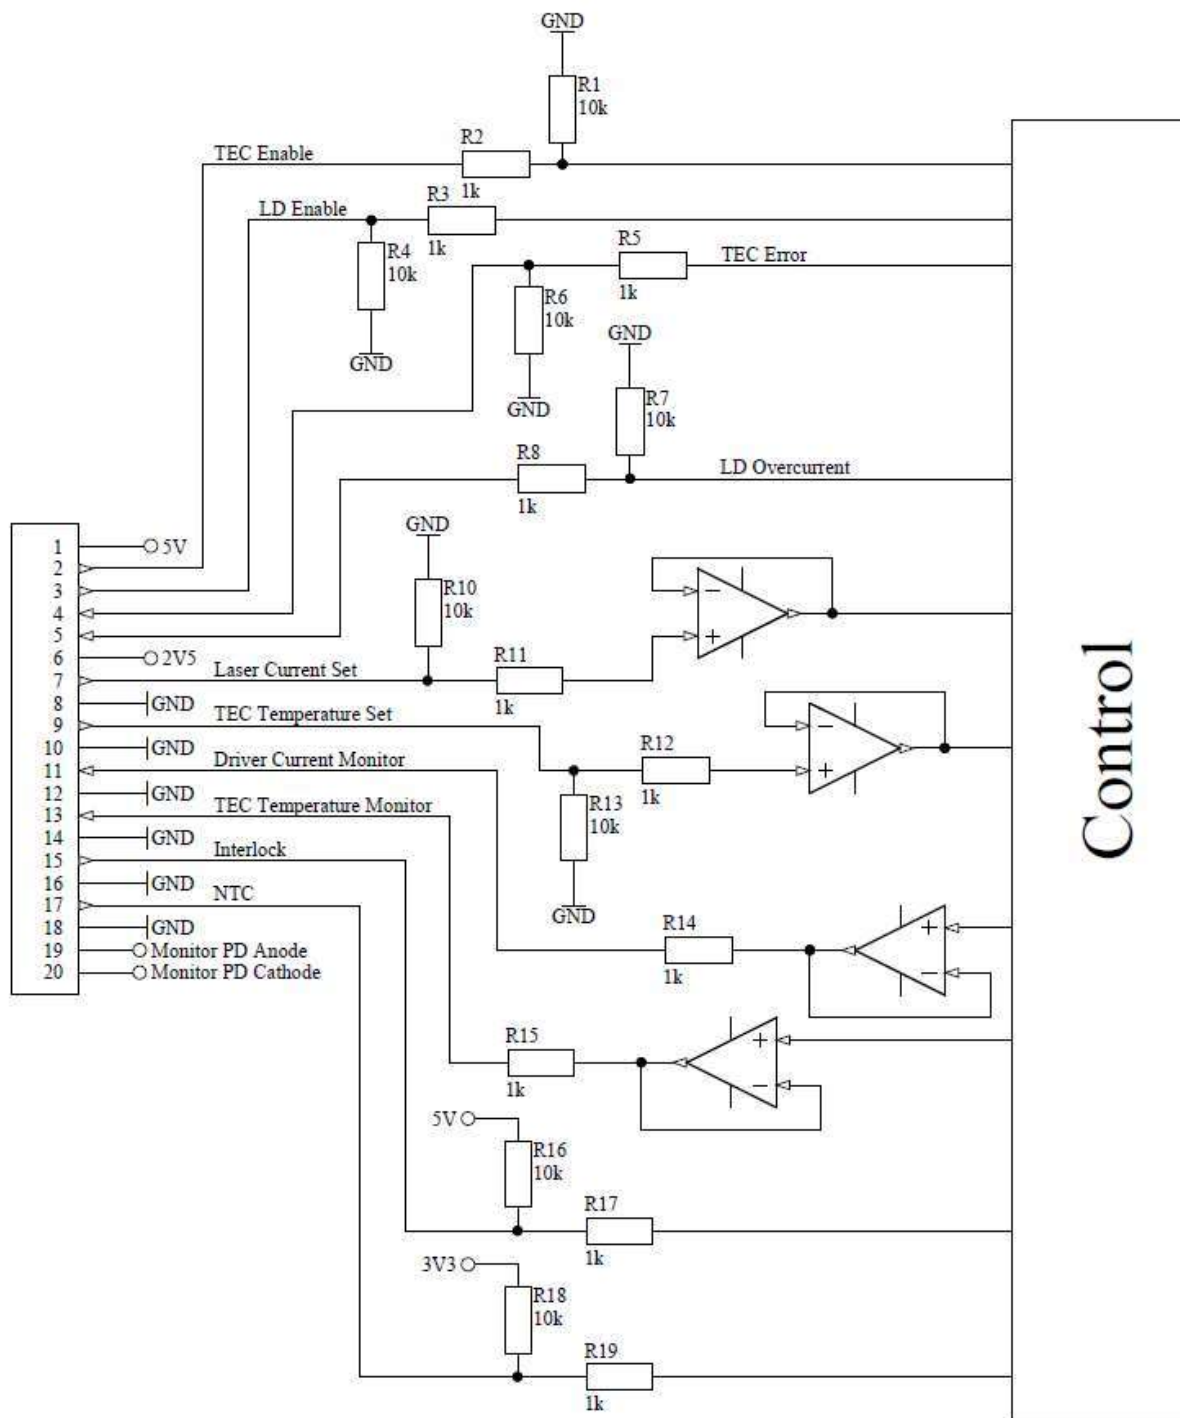 GND
R1
10k
R2
TEC Enable
1k
R3
LD Enable
1k
R4
10k
GND
R5
TEC Error
1k
R6
10k
GND
GND
R7
10k
R8
LD Overcurrent
1k
GND
R10
10k
1 5V
2
3
4
5
6 2V5
7 Laser Current Set
R11
1k
8 GND
9 TEC Temperature Set
10 GND
11 Driver Current Monitor
12 GND
13 TEC Temperature Monitor
14 GND
15 Interlock
16 GND
17 NTC
18 GND
19 Monitor PD Anode
20 Monitor PD Cathode
−
+
−
+
R12
1k
R13
10k
GND
R14
1k
+
−
R15
1k
+
−
5V
R16
10k
R17
1k
3V3
R18
10k
R19
1k
Control